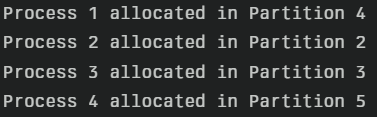 Process 1 allocated in Partition 4
Process 2 allocated in Partition 2
Process 3 allocated in Partition 3
Process 4 allocated in Partition 5